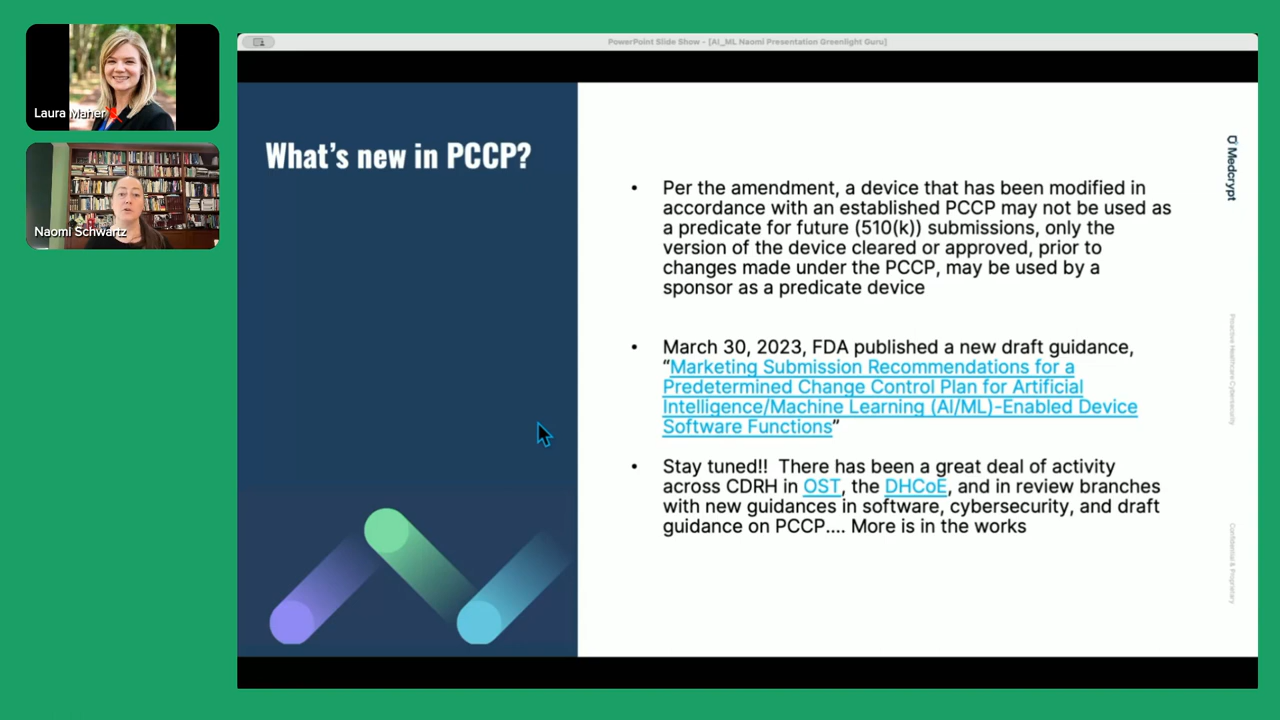 PowerPoint Slide Show - [AI_ML Naomi Presentation Greenlight Guru]
Laura Maher
Naomi Schwartz
What's new in PCCP?
• Per the amendment, a device that has been modified in
accordance with an established PCCP may not be used as
a predicate for future (510(k)) submissions, only the
version of the device cleared or approved, prior to
changes made under the PCCP, may be used by a
sponsor as a predicate device
• March 30, 2023, FDA published a new draft guidance,
“Marketing Submission Recommendations for a
Predetermined Change Control Plan for Artificial
Intelligence/Machine Learning (AI/ML)-Enabled Device
Software Functions”
• Stay tuned!!  There has been a great deal of activity
across CDRH in OST, the DHCoE, and in review branches
with new guidances in software, cybersecurity, and draft
guidance on PCCP.... More is in the works
Medcrypt
Proactive Healthcare Cybersecurity
Confidential & Proprietary